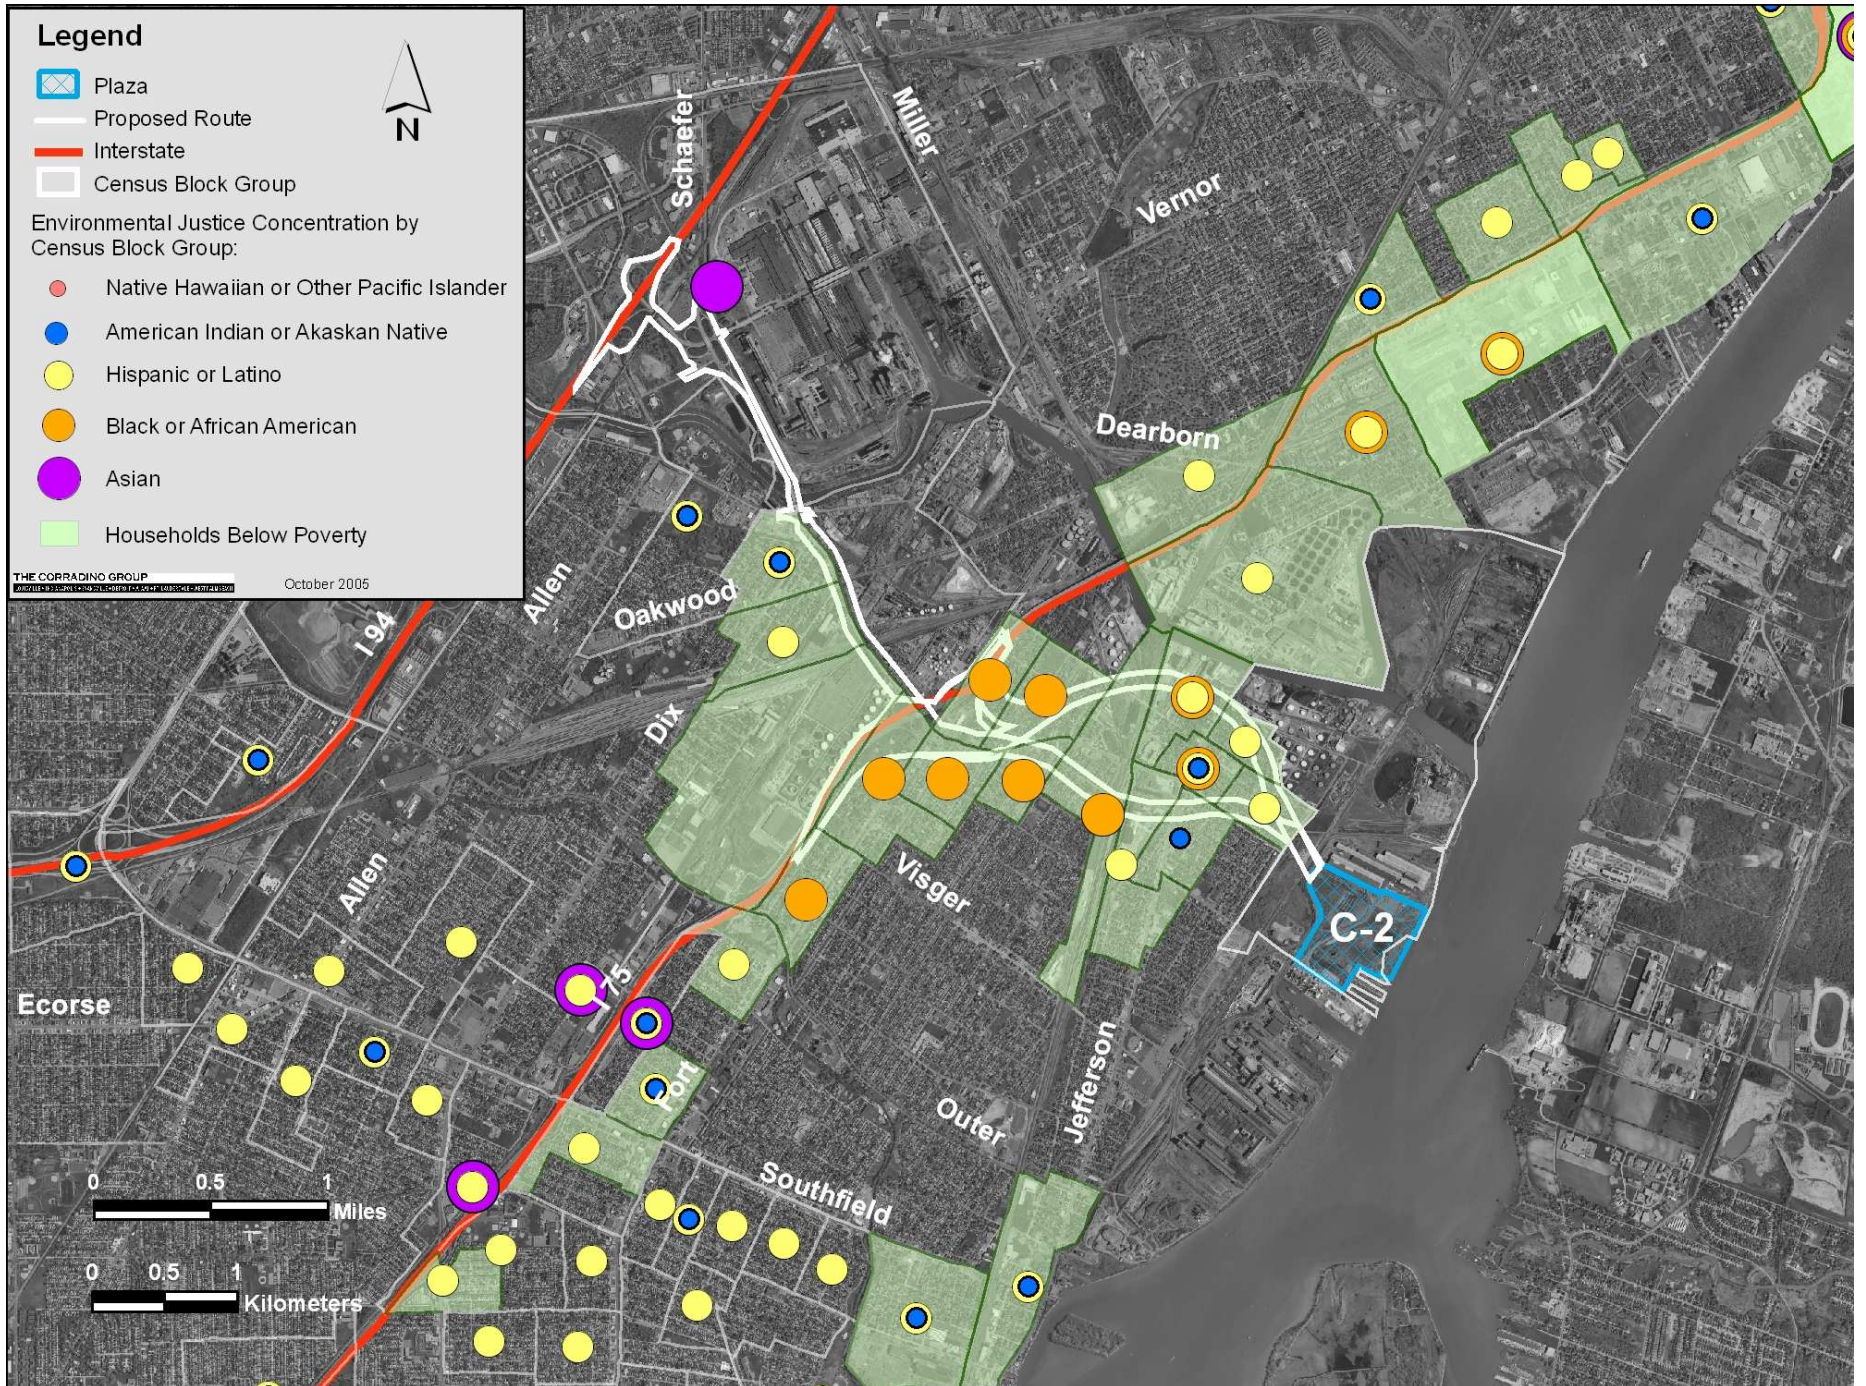 Legend
Plaza
Proposed Route
Interstate
Census Block Group
N
Environmental Justice Concentration by
Census Block Group:
Native Hawaiian or Other Pacific Islander
American Indian or Akaskan Native
Hispanic or Latino
Black or African American
Asian
Households Below Poverty
THE CORRADINO GROUP
October 2005
Schaefer
Miller
Vernor
Dearborn
Allen
Oakwood
I 94
Dix
Allen
Visger
C-2
Ecorse
I 75
Fort
Jefferson
Outer
Southfield
0 0.5 1
Miles
0 0.5 1
Kilometers